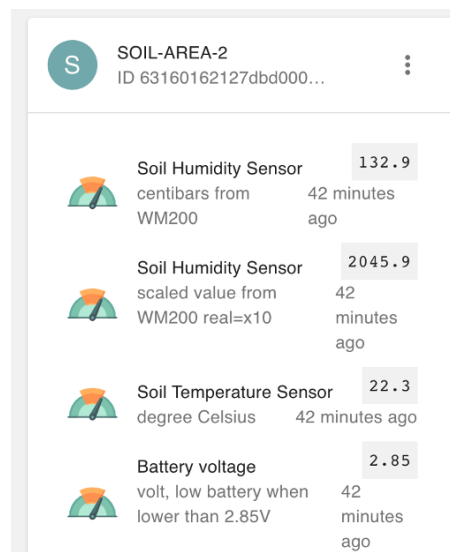 S
SOIL-AREA-2
ID 63160162127dbd000...
Soil Humidity Sensor
132.9
centibars from
WM200
42 minutes
ago
Soil Humidity Sensor
2045.9
scaled value from
WM200 real=x10
42
minutes
ago
Soil Temperature Sensor
22.3
degree Celsius
42 minutes ago
Battery voltage
2.85
volt, low battery when
lower than 2.85V
42
minutes
ago